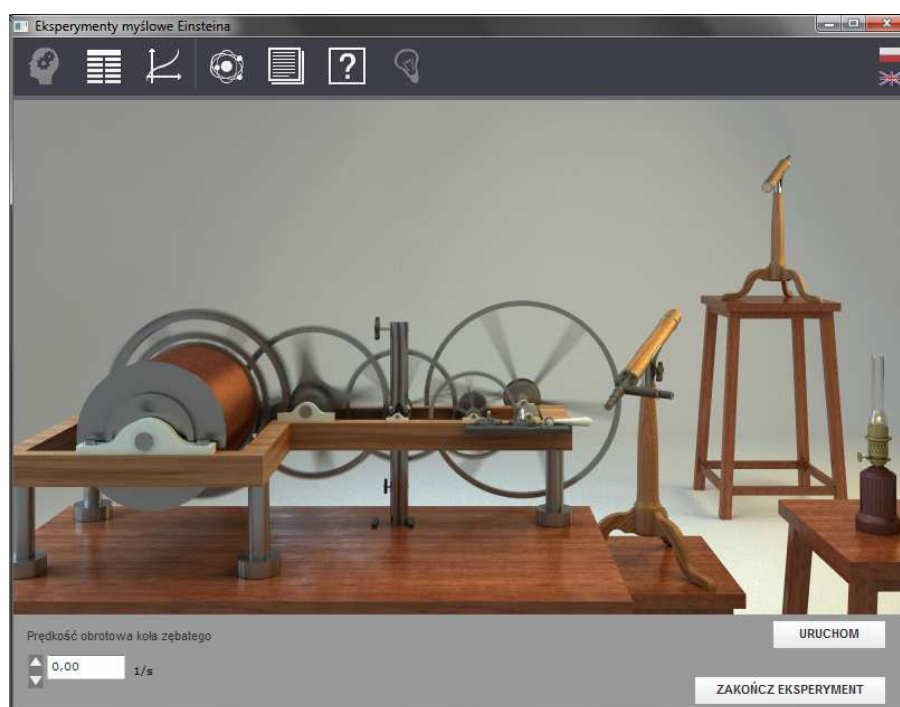 Eksperymenty myślowe Einsteina
?
Prędkość obrotowa koła zębatego
0,00 1/s
URUCHOM
ZAKOŃCZ EKSPERYMENT